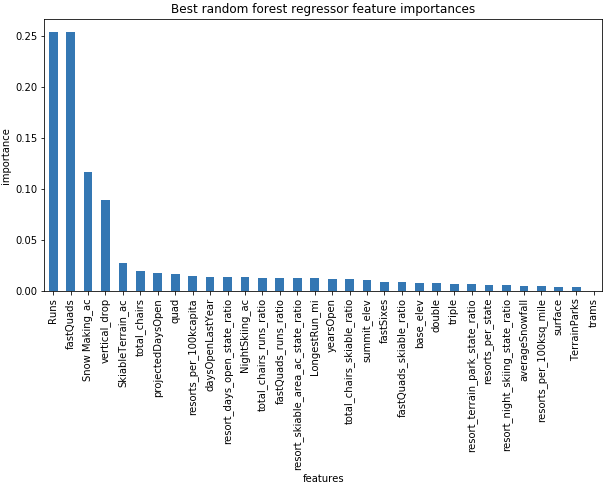 Best random forest regressor feature importances
importance
0.25
0.20
0.15
0.10
0.05
0.00
Runs
fastQuads
Snow Making_ac
vertical_drop
SkiableTerrain_ac
total_chairs
projectedDaysOpen
quad
resorts_per_100kcapita
daysOpenLastYear
resort_days_open_state_ratio
NightSkiing_ac
total_chairs_runs_ratio
fastQuads_runs_ratio
resort_skiable_area_ac_state_ratio
LongestRun_mi
yearsOpen
total_chairs_skiable_ratio
summit_elev
fastSixes
fastQuads_skiable_ratio
base_elev
double
triple
resort_terrain_park_state_ratio
resorts_per_state
resort_night_skiing_state_ratio
averageSnowfall
resorts_per_100ksq_mile
surface
TerrainParks
trams
features